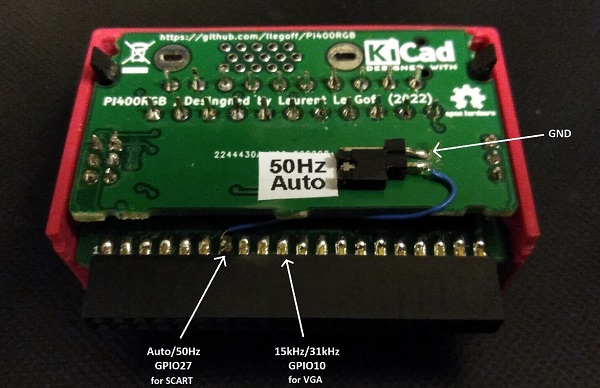 https://github.com/llegoff/PI400RGB
KiCad
DESIGNED WITH
PI400RGB : Desingned by Laurent Le Goff (2022)
open hardware
GND
50Hz
Auto
Auto/50Hz
GPIO27
for SCART
15kHz/31kHz
GPIO10
for VGA